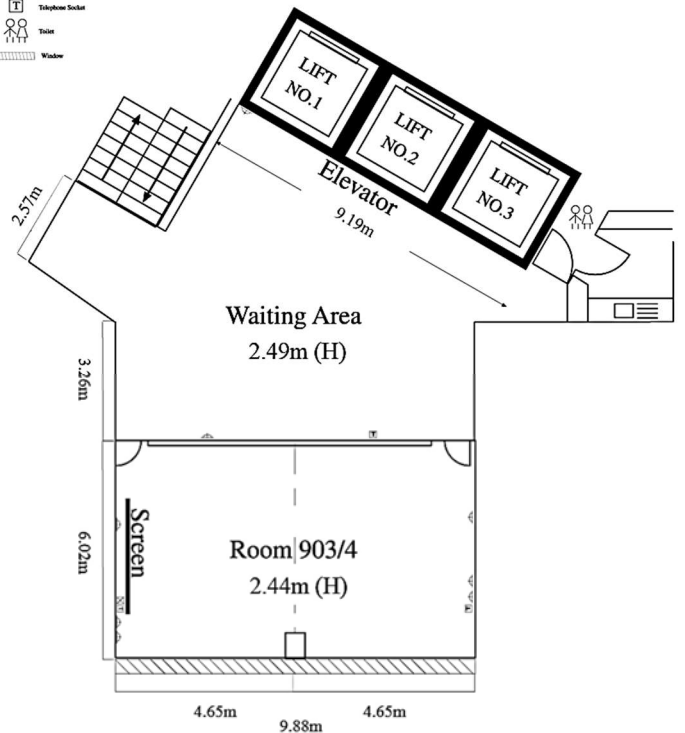 T Telephone Socket
Toilet
Window
LIFT
NO.1
LIFT
NO.2
LIFT
NO.3
Elevator
9.19m
2.57m
Waiting Area
2.49m (H)
3.26m
T
Screen
Room 903/4
2.44m (H)
6.02m
4.65m
4.65m
9.88m